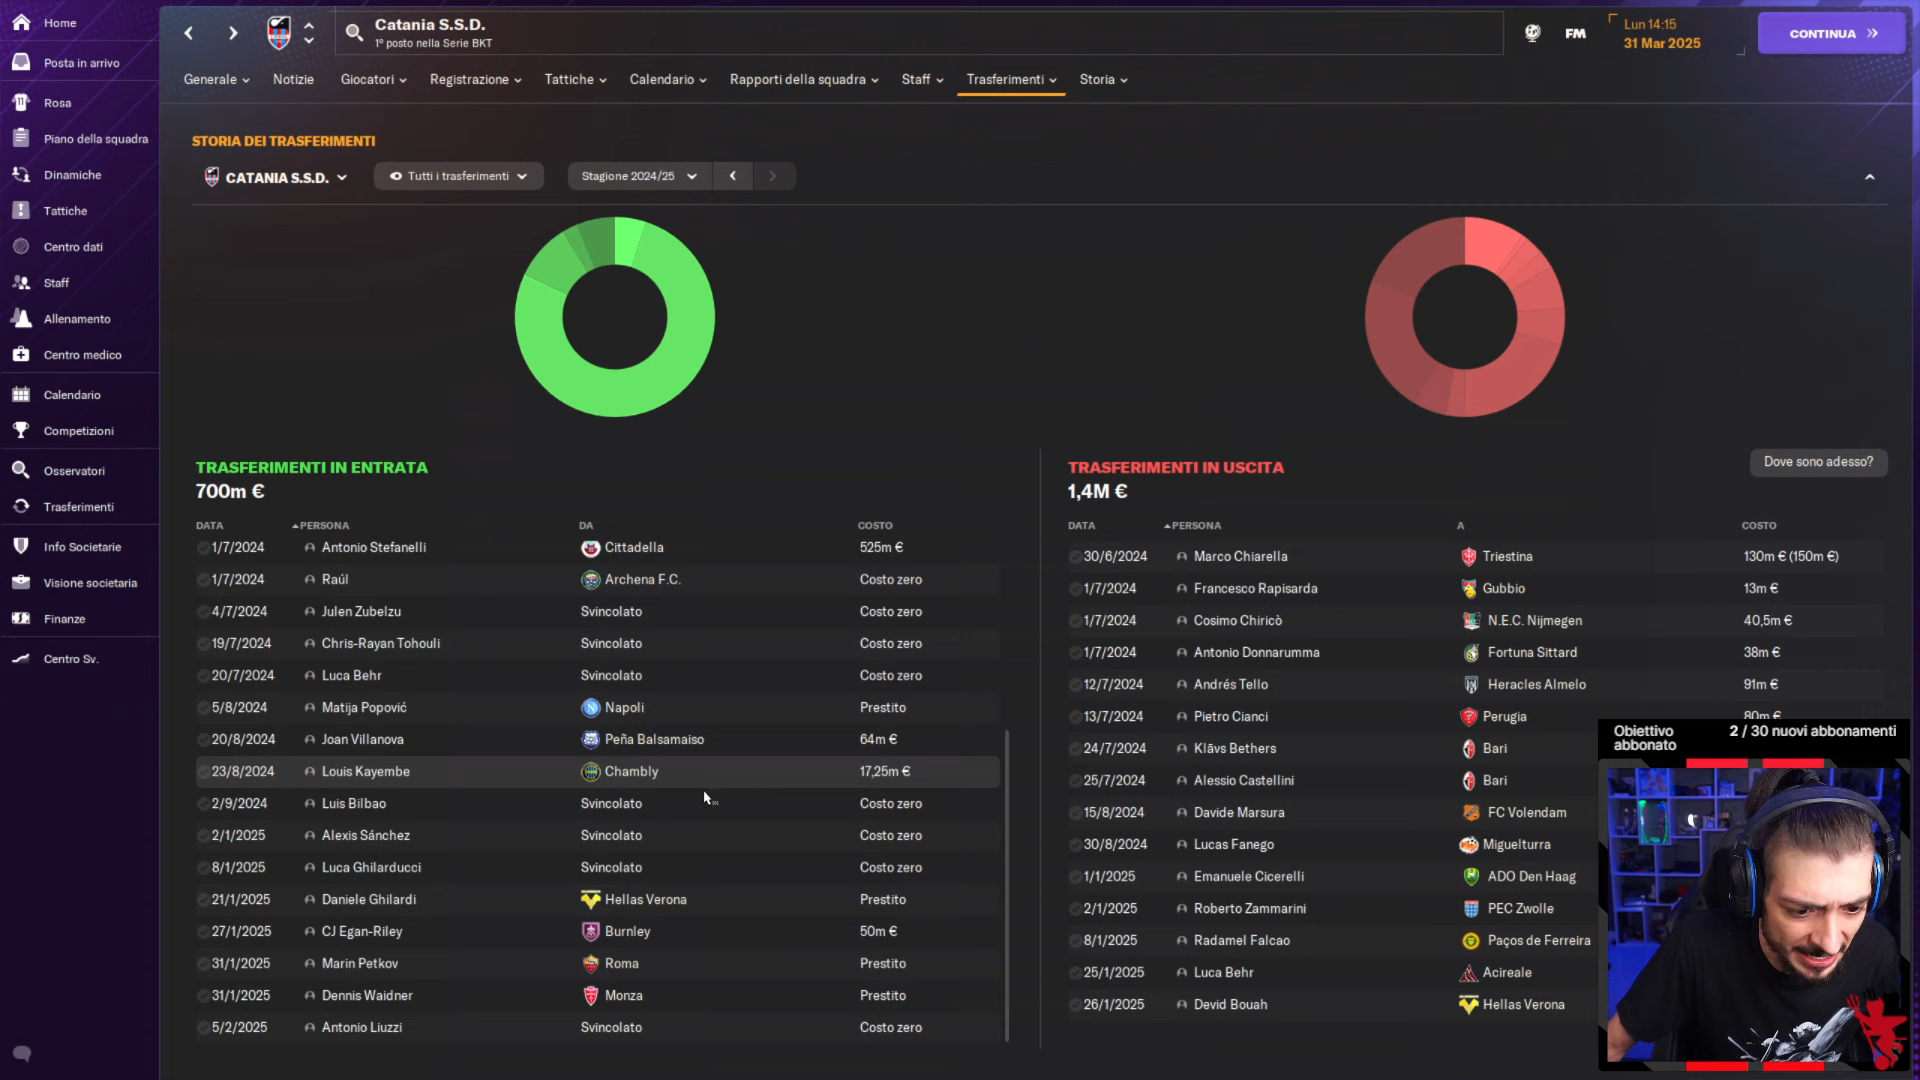 Home
Posta in arrivo
Rosa
Piano della squadra
Dinamiche
Tattiche
Centro dati
Staff
Allenamento
Centro medico
Calendario
Competizioni
Osservatori
Trasferimenti
Info Societarie
Visione societaria
Finanze
Centro Sv.
Catania S.S.D.
1° posto nella Serie BKT
FM
Lun 14:15
31 Mar 2025
CONTINUA
Generale
Notizie
Giocatori
Registrazione
Tattiche
Calendario
Rapporti della squadra
Staff
Trasferimenti
Storia
STORIA DEI TRASFERIMENTI
CATANIA S.S.D.
Tutti i trasferimenti
Stagione 2024/25
TRASFERIMENTI IN ENTRATA
700m €
DATA PERSONA DA COSTO
1/7/2024 Antonio Stefanelli Cittadella 525m €
1/7/2024 Raúl Archena F.C. Costo zero
4/7/2024 Julen Zubelzu Svincolato Costo zero
19/7/2024 Chris-Rayan Tohouli Svincolato Costo zero
20/7/2024 Luca Behr Svincolato Costo zero
5/8/2024 Matija Popović Napoli Prestito
20/8/2024 Joan Villanova Peña Balsamaiso 64m €
23/8/2024 Louis Kayembe Chambly 17,25m €
2/9/2024 Luis Bilbao Svincolato Costo zero
2/1/2025 Alexis Sánchez Svincolato Costo zero
8/1/2025 Luca Ghilarducci Svincolato Costo zero
21/1/2025 Daniele Ghilardi Hellas Verona Prestito
27/1/2025 CJ Egan-Riley Burnley 50m €
31/1/2025 Marin Petkov Roma Prestito
31/1/2025 Dennis Waidner Monza Prestito
5/2/2025 Antonio Liuzzi Svincolato Costo zero
TRASFERIMENTI IN USCITA
1,4M €
Dove sono adesso?
DATA PERSONA A COSTO
30/6/2024 Marco Chiarella Triestina 130m € (150m €)
1/7/2024 Francesco Rapisarda Gubbio 13m €
1/7/2024 Cosimo Chiricò N.E.C. Nijmegen 40,5m €
1/7/2024 Antonio Donnarumma Fortuna Sittard 38m €
12/7/2024 Andrés Tello Heracles Almelo 91m €
13/7/2024 Pietro Cianci Perugia 80m €
24/7/2024 Klāvs Bethers Bari
25/7/2024 Alessio Castellini Bari
15/8/2024 Davide Marsura FC Volendam
30/8/2024 Lucas Fanego Miguelturra
1/1/2025 Emanuele Cicerelli ADO Den Haag
2/1/2025 Roberto Zammarini PEC Zwolle
8/1/2025 Radamel Falcao Paços de Ferreira
25/1/2025 Luca Behr Acireale
26/1/2025 Devid Bouah Hellas Verona
Obiettivo 2 / 30 nuovi abbonamenti
abbonato